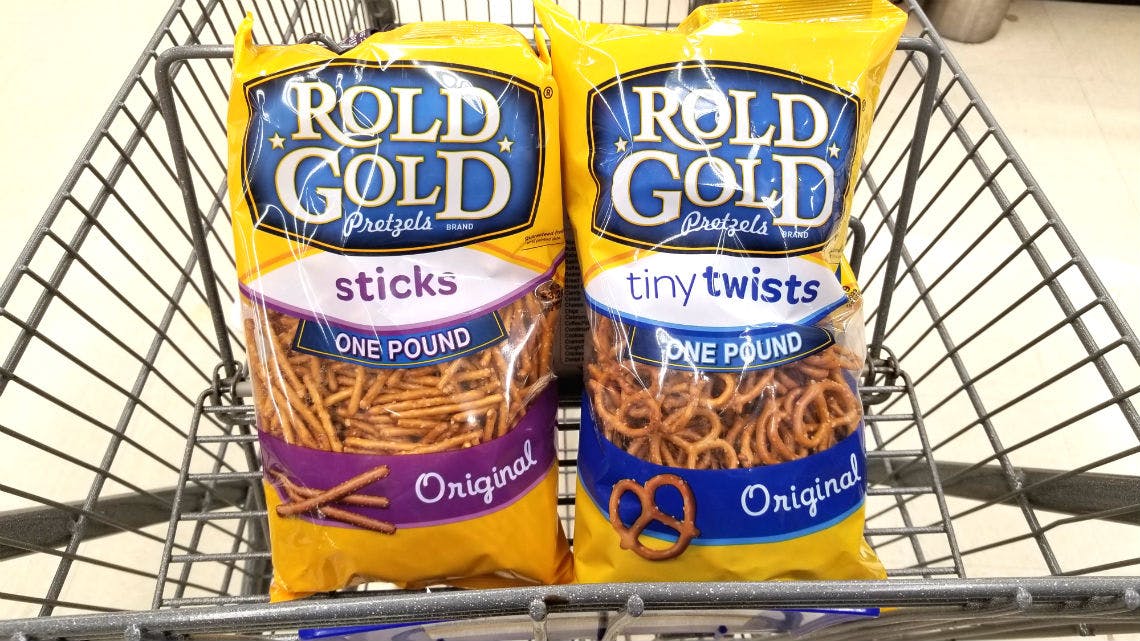 ROLD
GOLD
Pretzels BRAND
®
sticks
ONE POUND
Original
ROLD
GOLD
Pretzels BRAND
tiny twists
ONE POUND
Original